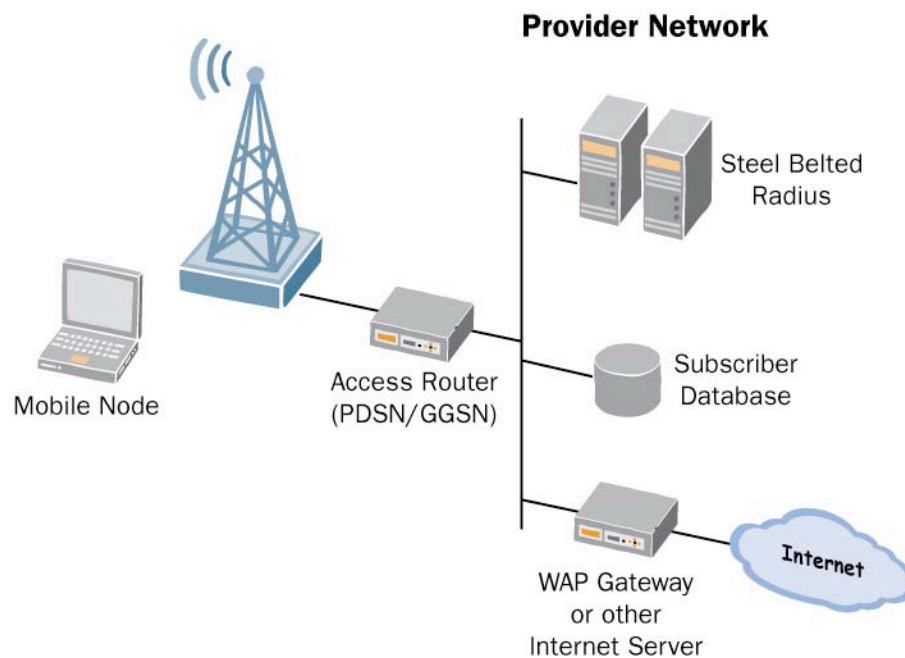 Provider Network
Steel Belted
Radius
Mobile Node
Access Router
(PDSN/GGSN)
Subscriber
Database
Internet
WAP Gateway
or other
Internet Server